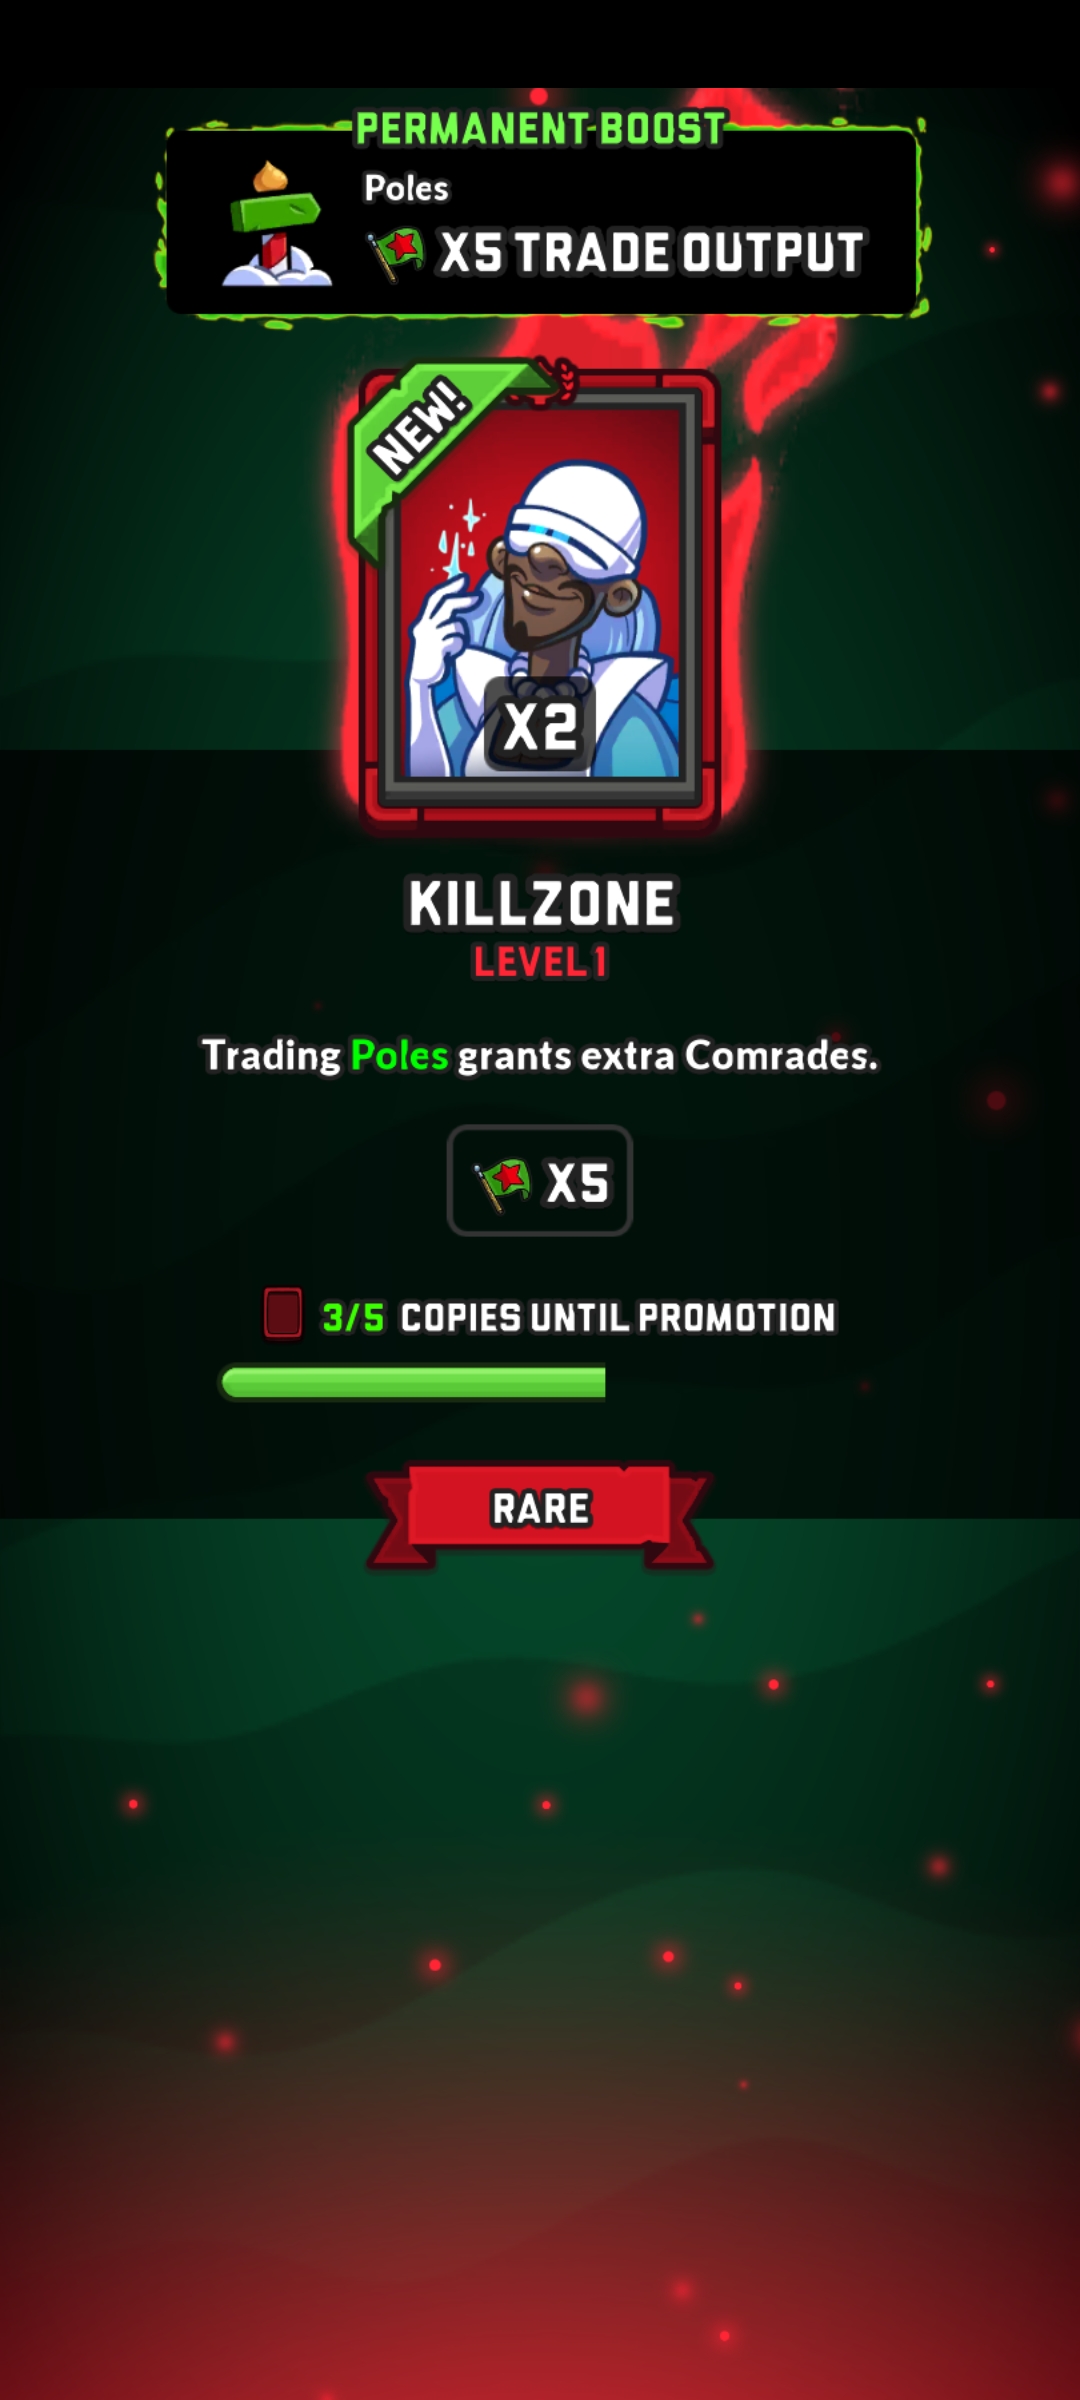 PERMANENT BOOST
Poles
X5 TRADE OUTPUT
NEW!
X2
KILLZONE
LEVEL 1
Trading Poles grants extra Comrades.
X5
3/5 COPIES UNTIL PROMOTION
RARE